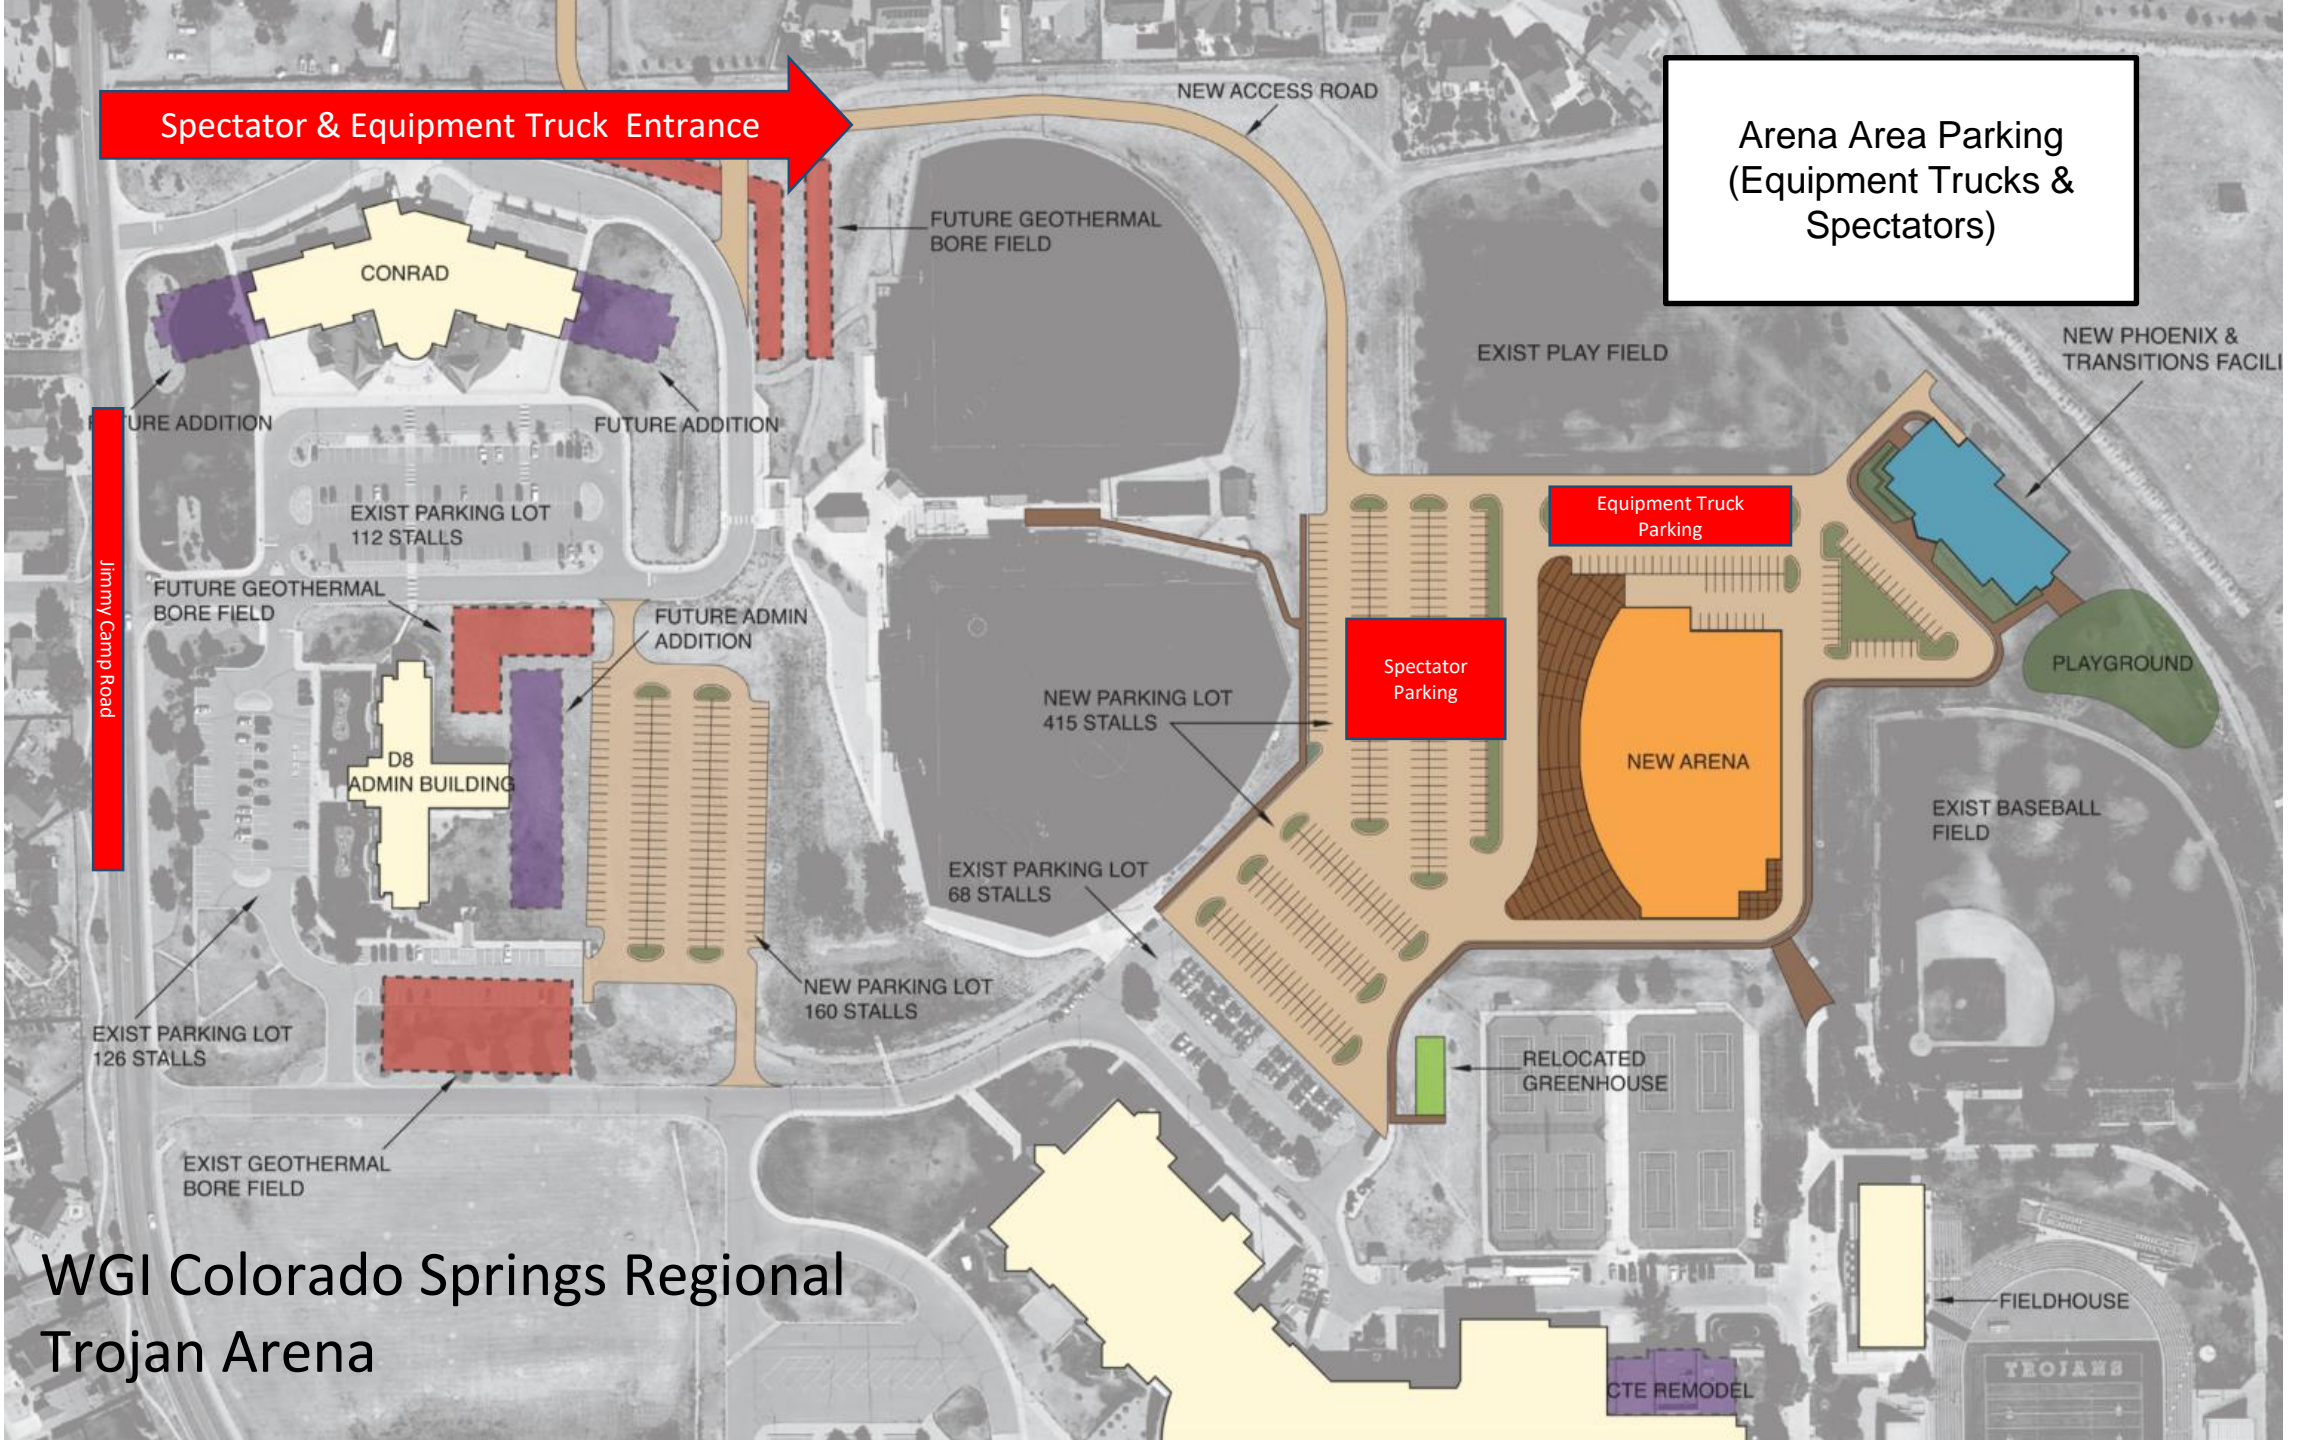 NEW ACCESS ROAD
Spectator & Equipment Truck  Entrance
Arena Area Parking
(Equipment Trucks &
Spectators)
FUTURE GEOTHERMAL
BORE FIELD
CONRAD
NEW PHOENIX &
TRANSITIONS FACILI
EXIST PLAY FIELD
FUTURE ADDITION
FUTURE ADDITION
Equipment Truck
Parking
EXIST PARKING LOT
112 STALLS
Jimmy Camp Road
FUTURE GEOTHERMAL
BORE FIELD
FUTURE ADMIN
ADDITION
Spectator
Parking
PLAYGROUND
NEW PARKING LOT
415 STALLS
D8
ADMIN BUILDING
NEW ARENA
EXIST BASEBALL
FIELD
EXIST PARKING LOT
68 STALLS
NEW PARKING LOT
160 STALLS
EXIST PARKING LOT
126 STALLS
RELOCATED
GREENHOUSE
EXIST GEOTHERMAL
BORE FIELD
WGI Colorado Springs Regional
Trojan Arena
FIELDHOUSE
TROJANS
CTE REMODEL